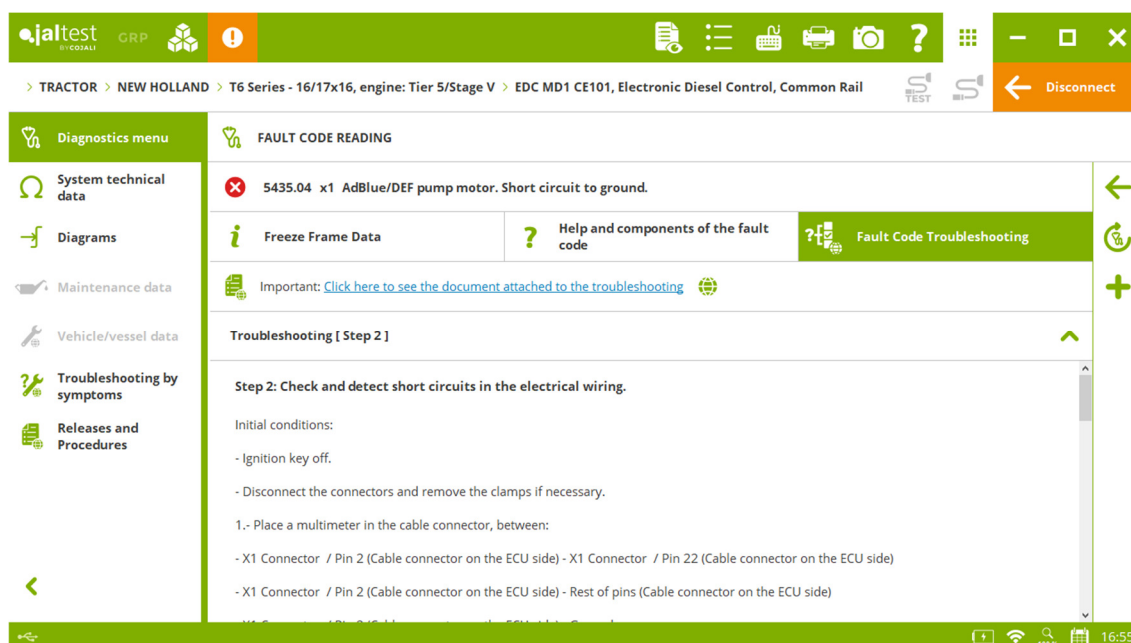 jaltest
BY COJALI
GRP
> TRACTOR > NEW HOLLAND > T6 Series - 16/17x16, engine: Tier 5/Stage V > EDC MD1 CE101, Electronic Diesel Control, Common Rail
TEST
Disconnect
Diagnostics menu
System technical
data
Diagrams
Maintenance data
Vehicle/vessel data
Troubleshooting by
symptoms
Releases and
Procedures
FAULT CODE READING
5435.04 x1 AdBlue/DEF pump motor. Short circuit to ground.
Freeze Frame Data
Help and components of the fault
code
Fault Code Troubleshooting
Important: Click here to see the document attached to the troubleshooting
Troubleshooting [ Step 2 ]
Step 2: Check and detect short circuits in the electrical wiring.
Initial conditions:
- Ignition key off.
- Disconnect the connectors and remove the clamps if necessary.
1.- Place a multimeter in the cable connector, between:
- X1 Connector / Pin 2 (Cable connector on the ECU side) - X1 Connector / Pin 22 (Cable connector on the ECU side)
- X1 Connector / Pin 2 (Cable connector on the ECU side) - Rest of pins (Cable connector on the ECU side)
16:55